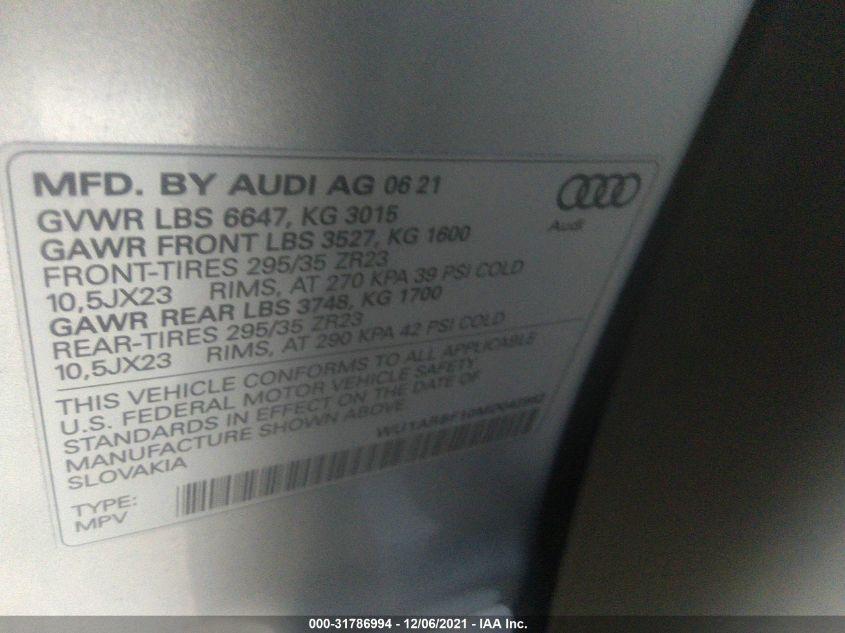 MFD. BY AUDI AG 06 21
GVWR LBS 6647, KG 3015
GAWR FRONT LBS 3527, KG 1600
FRONT-TIRES 295/35 ZR23
10,5JX23 RIMS, AT 270 KPA 39 PSI COLD
GAWR REAR LBS 3748, KG 1700
REAR-TIRES 295/35 ZR23
10,5JX23 RIMS, AT 290 KPA 42 PSI COLD
Audi
THIS VEHICLE CONFORMS TO ALL APPLICABLE
U.S. FEDERAL MOTOR VEHICLE SAFETY
STANDARDS IN EFFECT ON THE DATE OF
MANUFACTURE SHOWN ABOVE
SLOVAKIA
TYPE:
MPV
000-31786994 - 12/06/2021 - IAA Inc.